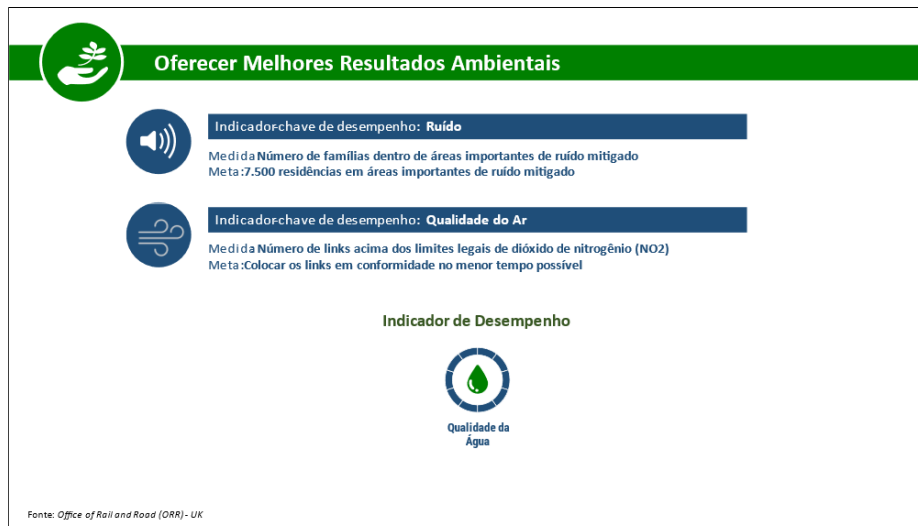 Oferecer Melhores Resultados Ambientais
Indicador-chave de desempenho: Ruído
Medida Número de famílias dentro de áreas importantes de ruído mitigado
Meta:7.500 residências em áreas importantes de ruído mitigado
Indicador-chave de desempenho: Qualidade do Ar
Medida Número de links acima dos limites legais de dióxido de nitrogênio (NO2)
Meta:Colocar os links em conformidade no menor tempo possível
Indicador de Desempenho
Qualidade da
Água
Fonte: Office of Rail and Road (ORR) - UK